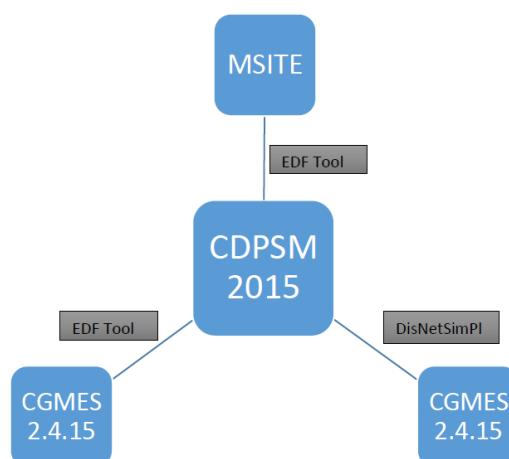 MSITE
EDF Tool
CDPSM
2015
EDF Tool
DisNetSimPl
CGMES
2.4.15
CGMES
2.4.15